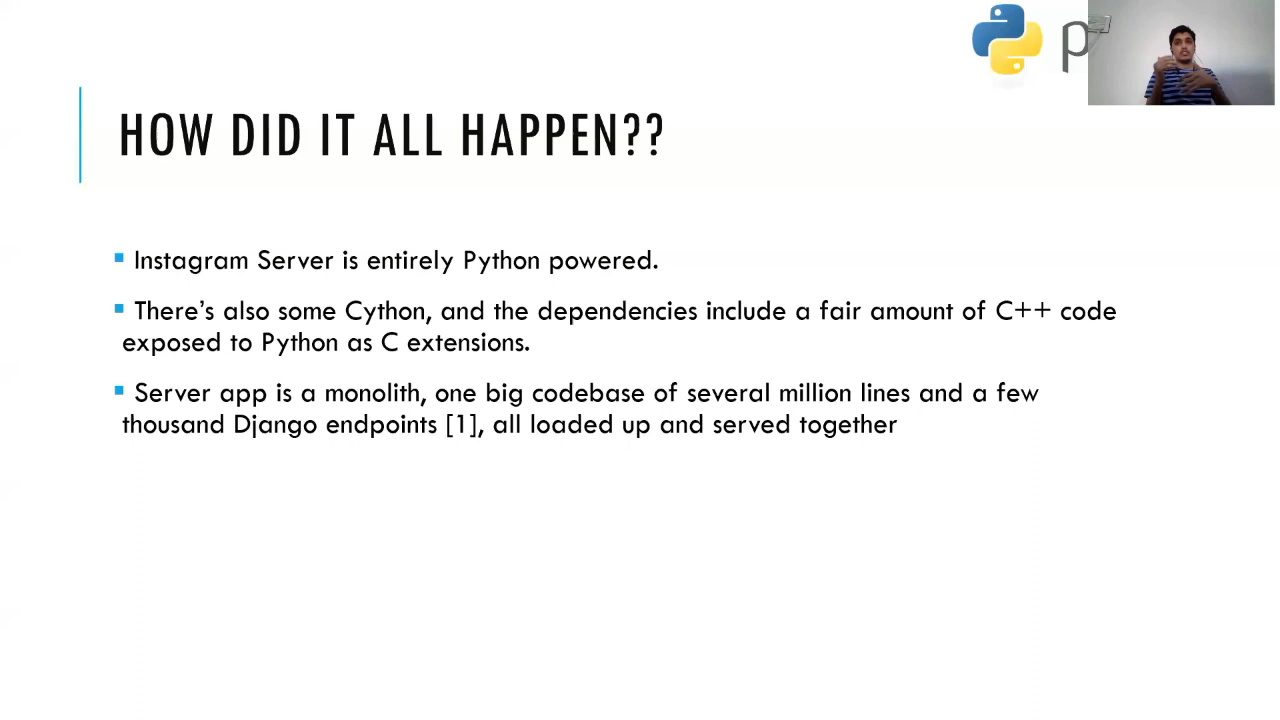 p
HOW DID IT ALL HAPPEN??
Instagram Server is entirely Python powered.
There's also some Cython, and the dependencies include a fair amount of C++ code
exposed to Python as C extensions.
Server app is a monolith, one big codebase of several million lines and a few
thousand Django endpoints [1], all loaded up and served together